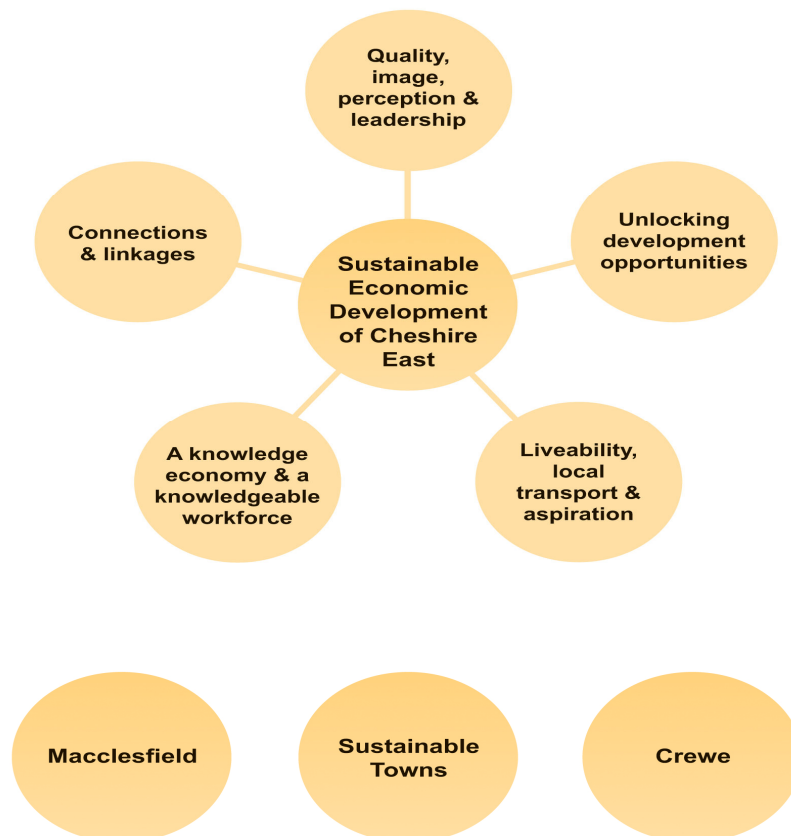 Quality,
image,
perception &
leadership
Connections
& linkages
Unlocking
development
opportunities
Sustainable
Economic
Development
of Cheshire
East
A knowledge
economy & a
knowledgeable
workforce
Liveability,
local
transport &
aspiration
Macclesfield
Sustainable
Towns
Crewe